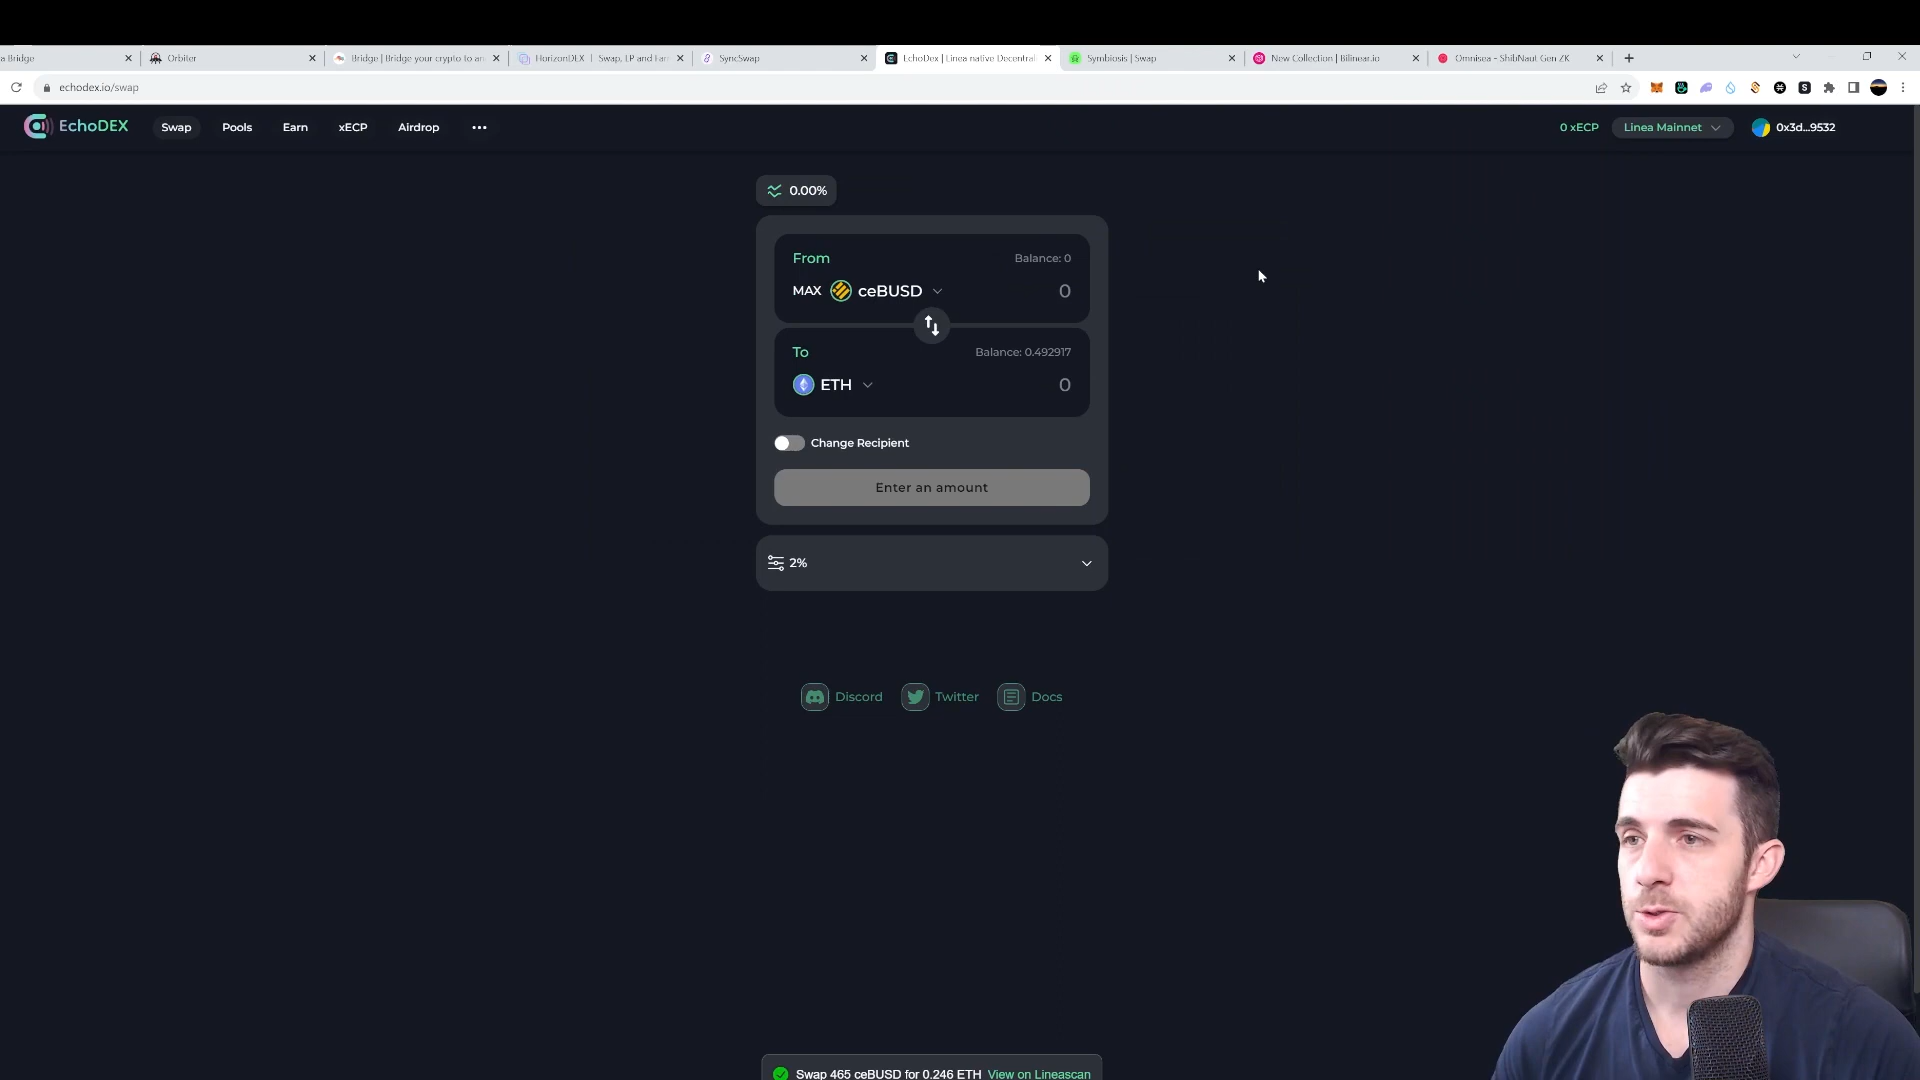 a Bridge
Orbiter
Bridge | Bridge your crypto to an
HorizonDEX | Swap, LP and Far
SyncSwap
EchoDex | Linea native Decentral
Symbiosis | Swap
New Collection | Bilinear.io
Omnisea - ShibNaut Gen ZK
echodex.io/swap
EchoDEX
Swap
Pools
Earn
xECP
Airdrop
0 xECP
Linea Mainnet
0x3d...9532
0.00%
From
Balance: 0
MAX
ceBUSD
0
To
Balance: 0.492917
ETH
0
Change Recipient
Enter an amount
2%
Discord
Twitter
Docs
Swap 465 ceBUSD for 0.246 ETH View on Lineascan